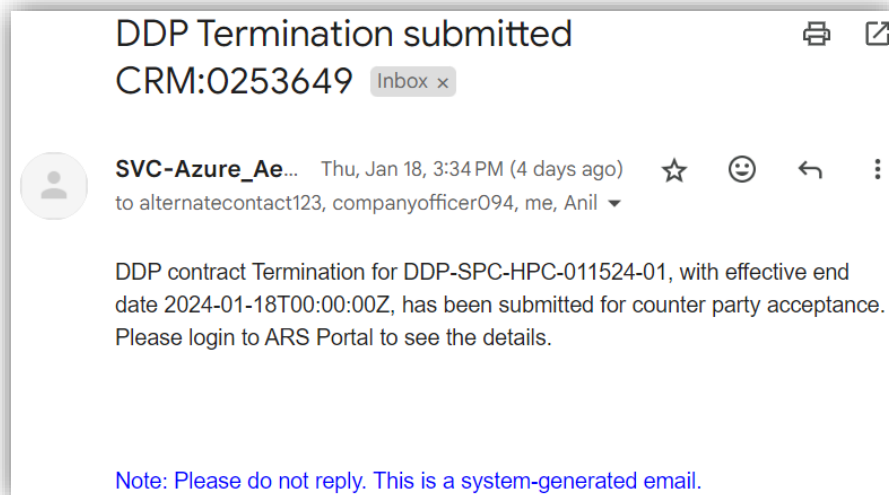 DDP Termination submitted
CRM:0253649 Inbox ×
SVC-Azure_Ae... Thu, Jan 18, 3:34 PM (4 days ago)
to alternatecontact123, companyofficer094, me, Anil
DDP contract Termination for DDP-SPC-HPC-011524-01, with effective end
date 2024-01-18T00:00:00Z, has been submitted for counter party acceptance.
Please login to ARS Portal to see the details.
Note: Please do not reply. This is a system-generated email.